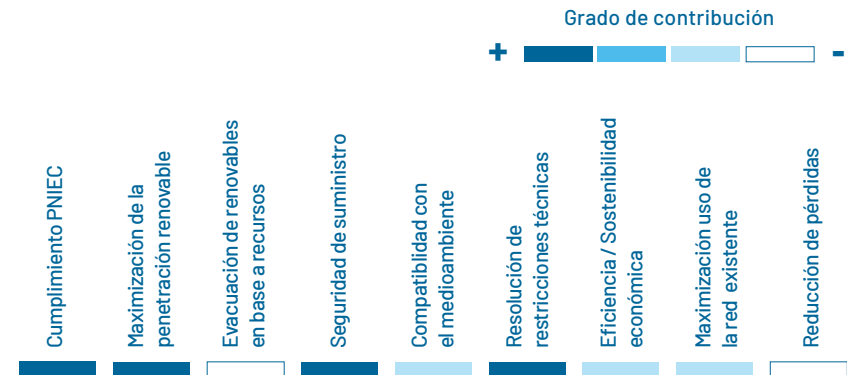 Grado de contribución
+ -
Cumplimiento PNIEC
Maximización de la
penetración renovable
Evacuación de renovables
en base a recursos
Seguridad de suministro
Compatiblidad con
el medioambiente
Resolución de
restricciones técnicas
Eficiencia / Sostenibilidad
económica
Maximización uso de
la red existente
Reducción de pérdidas